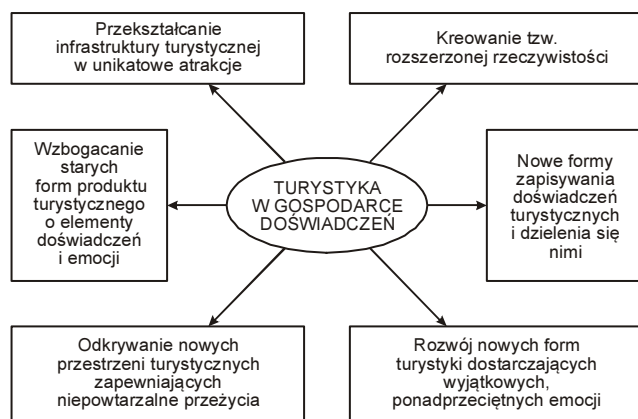 Przekształcanie
infrastruktury turystycznej
w unikatowe atrakcje
Kreowanie tzw.
rozszerzonej rzeczywistości
Wzbogacanie
starych
form produktu
turystycznego
o elementy
doświadczeń
i emocji
TURYSTYKA
W GOSPODARCE
DOŚWIADCZEŃ
Nowe formy
zapisywania
doświadczeń
turystycznych
i dzielenia się
nimi
Odkrywanie nowych
przestrzeni turystycznych
zapewniających
niepowtarzalne przeżycia
Rozwój nowych form
turystyki dostarczających
wyjątkowych,
ponadprzeciętnych emocji